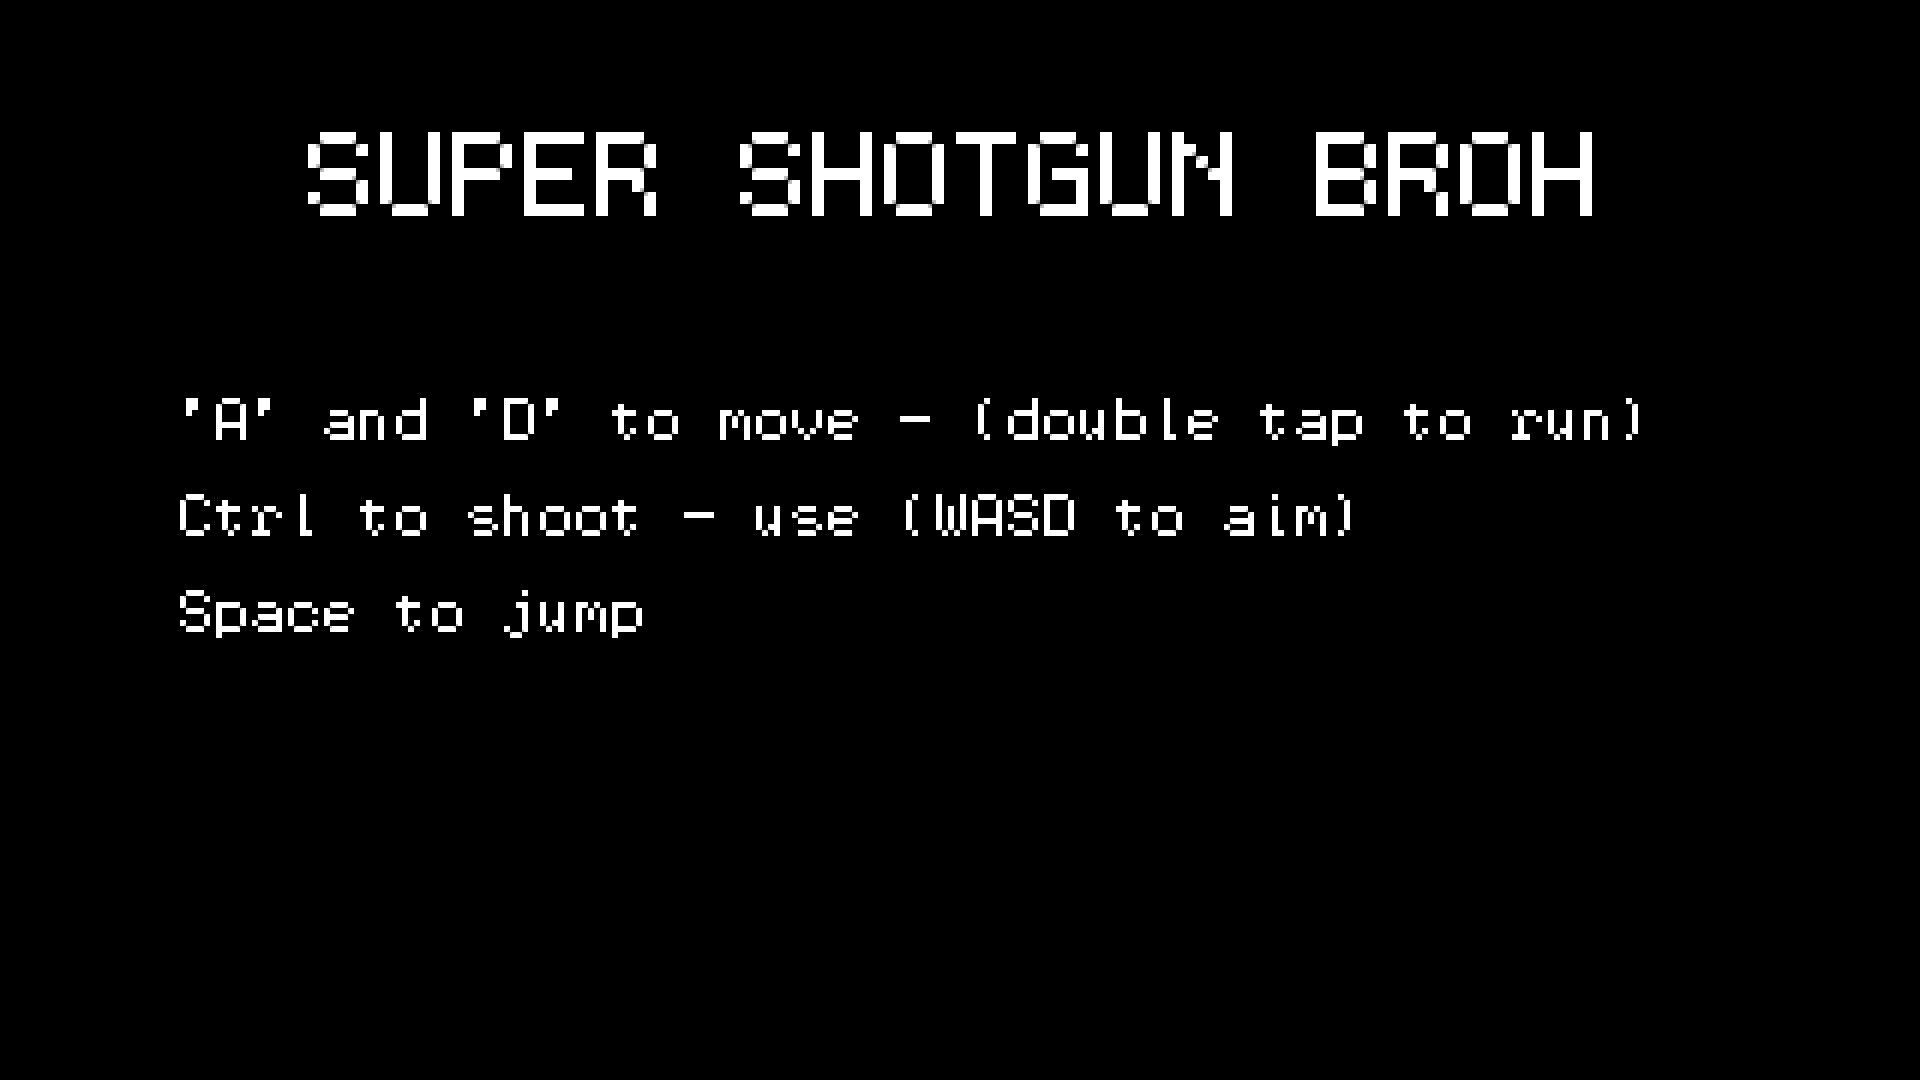 SUPER SHOTGUN BROH
'A' and 'D' to move - (double tap to run)
Ctrl to shoot - use (WASD to aim)
Space to jump